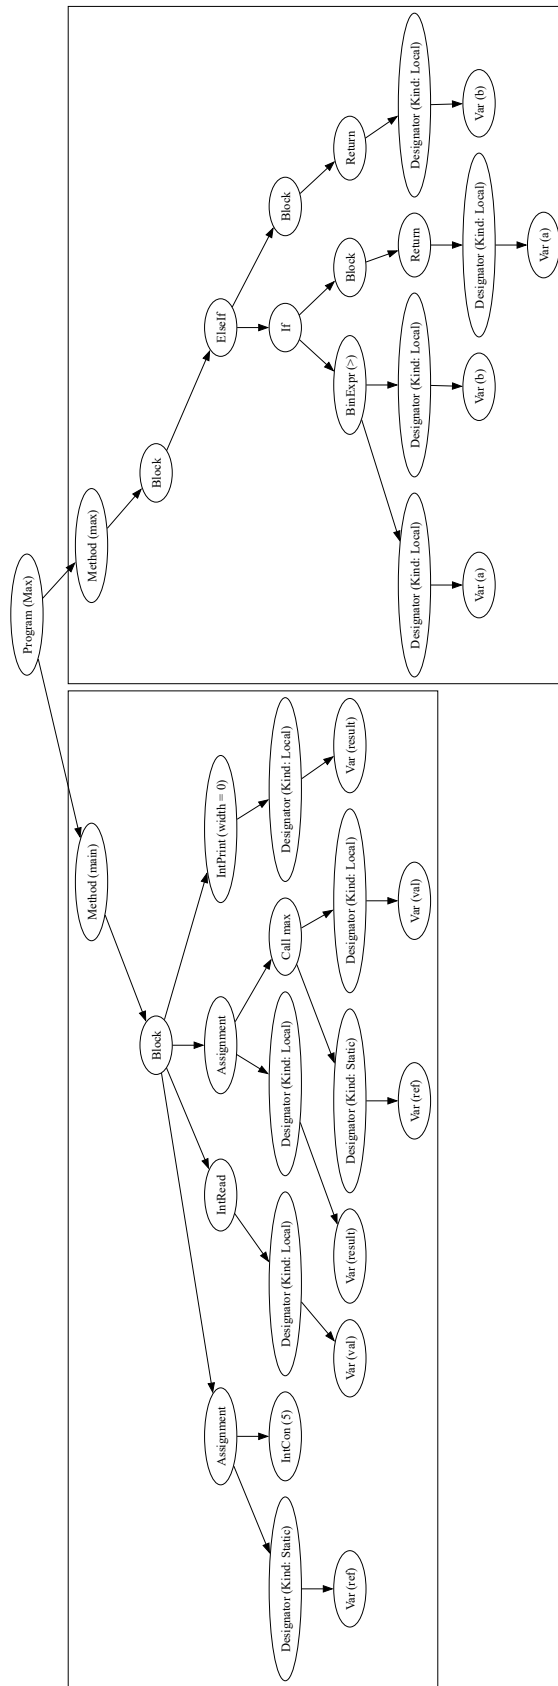 Program (Max)
Method (main)
Method (max)
Block
Block
Assignment
IntRead
Assignment
IntPrint (width = 0)
ElseIf
Designator (Kind: Static)
IntCon (5)
Designator (Kind: Local)
Designator (Kind: Local)
Call max
Designator (Kind: Local)
If
Block
Var (ref)
Var (val)
Var (result)
Designator (Kind: Static)
Designator (Kind: Local)
Var (result)
BinExpr (>)
Block
Return
Var (ref)
Var (val)
Designator (Kind: Local)
Designator (Kind: Local)
Return
Designator (Kind: Local)
Var (a)
Var (b)
Designator (Kind: Local)
Var (b)
Var (a)